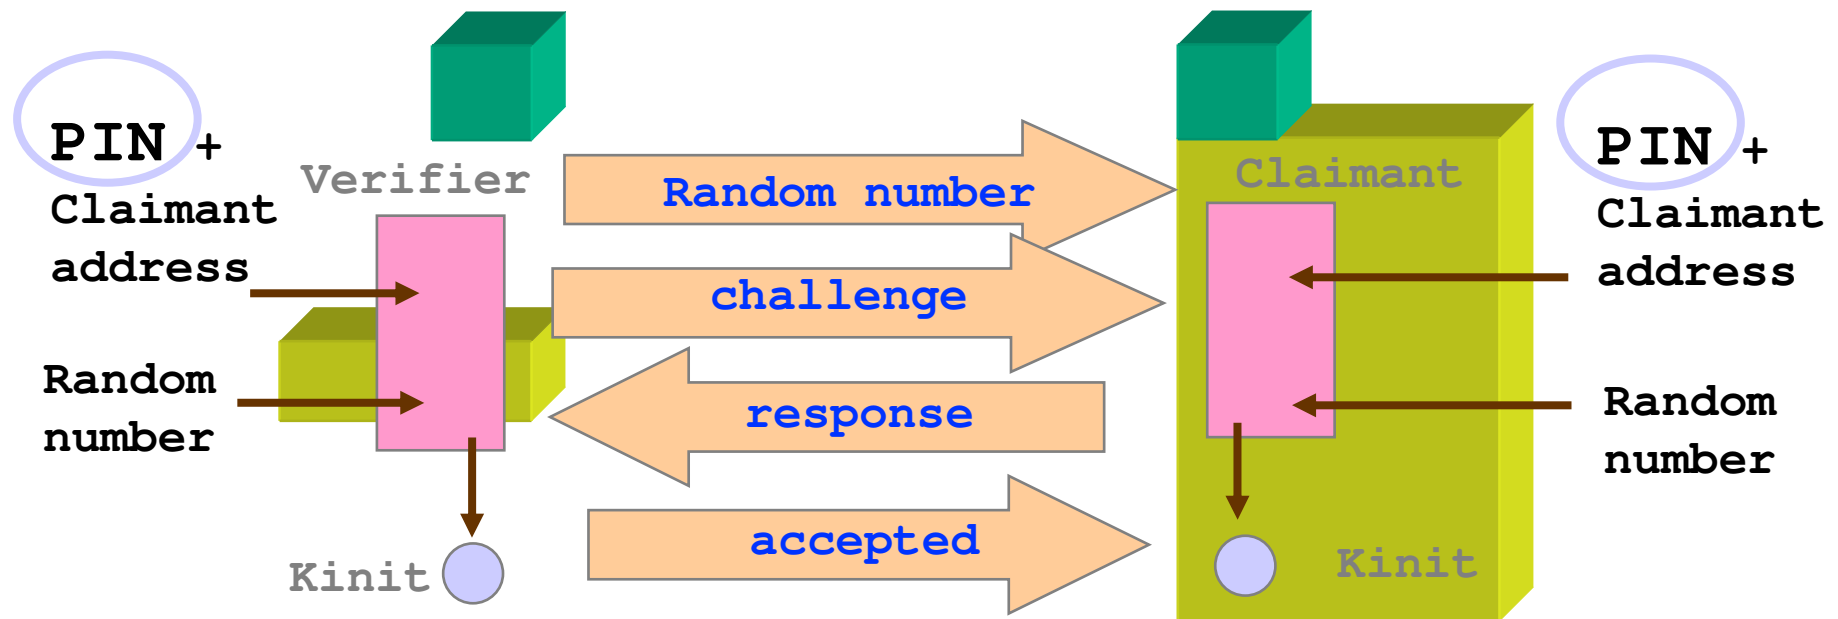 PIN +
Claimant
address
Random
number
Verifier
Kinit
Random number
challenge
response
accepted
Claimant
Kinit
PIN +
Claimant
address
Random
number